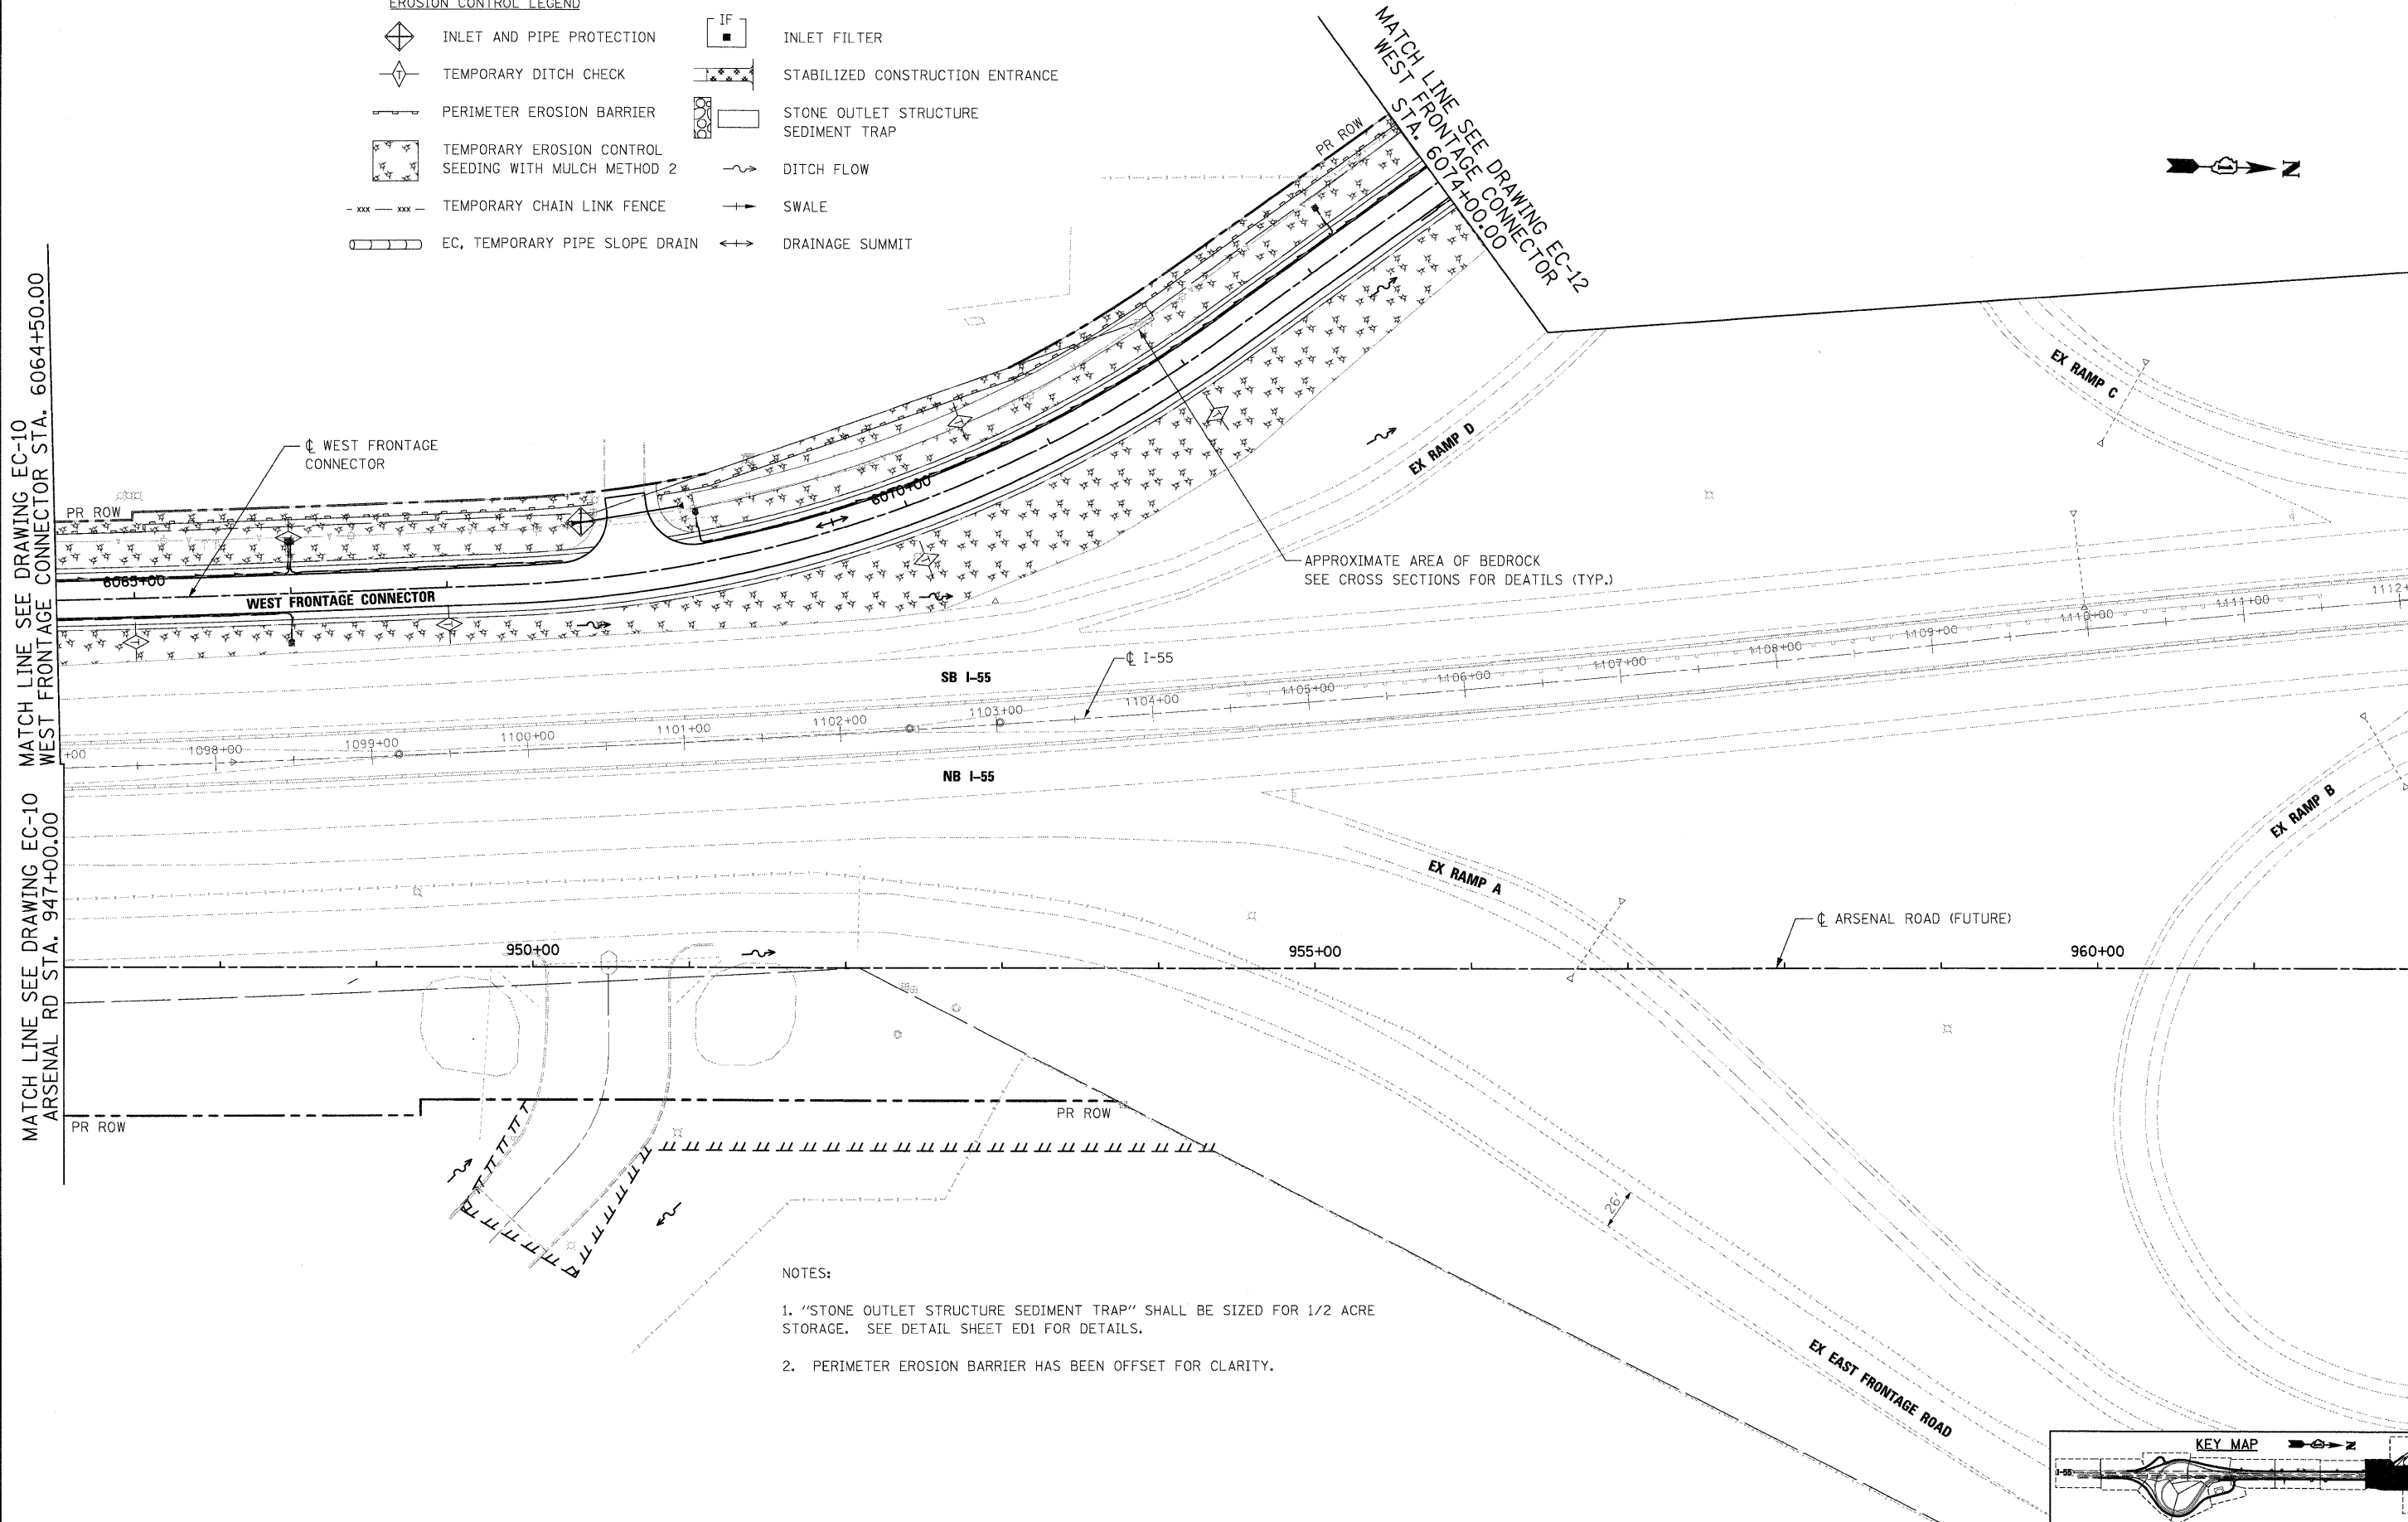 EROSION CONTROL LEGEND
INLET AND PIPE PROTECTION
IF
INLET FILTER
T
TEMPORARY DITCH CHECK
STABILIZED CONSTRUCTION ENTRANCE
PERIMETER EROSION BARRIER
STONE OUTLET STRUCTURE
SEDIMENT TRAP
TEMPORARY EROSION CONTROL
SEEDING WITH MULCH METHOD 2
DITCH FLOW
xxx xxx
TEMPORARY CHAIN LINK FENCE
SWALE
EC, TEMPORARY PIPE SLOPE DRAIN
DRAINAGE SUMMIT
MATCH LINE SEE DRAWING EC-12
WEST FRONTAGE CONNECTOR
STA. 6074+00.00
N
PR ROW
MATCH LINE SEE DRAWING EC-10
WEST FRONTAGE CONNECTOR STA. 6064+50.00
℄ WEST FRONTAGE
CONNECTOR
PR ROW
6065+00
WEST FRONTAGE CONNECTOR
6070+00
EX RAMP C
EX RAMP D
APPROXIMATE AREA OF BEDROCK
SEE CROSS SECTIONS FOR DEATILS (TYP.)
℄ I-55
SB I-55
+00
1098+00
1099+00
1100+00
1101+00
1102+00
1103+00
1104+00
1105+00
1106+00
1107+00
1108+00
1109+00
1110+00
1111+00
1112+
NB I-55
EX RAMP B
EX RAMP A
MATCH LINE SEE DRAWING EC-10
ARSENAL RD STA. 947+00.00
℄ ARSENAL ROAD (FUTURE)
950+00
955+00
960+00
PR ROW
PR ROW
26'
NOTES:
1. "STONE OUTLET STRUCTURE SEDIMENT TRAP" SHALL BE SIZED FOR 1/2 ACRE
STORAGE. SEE DETAIL SHEET ED1 FOR DETAILS.
2. PERIMETER EROSION BARRIER HAS BEEN OFFSET FOR CLARITY.
EX EAST FRONTAGE ROAD
KEY MAP
N
I-55